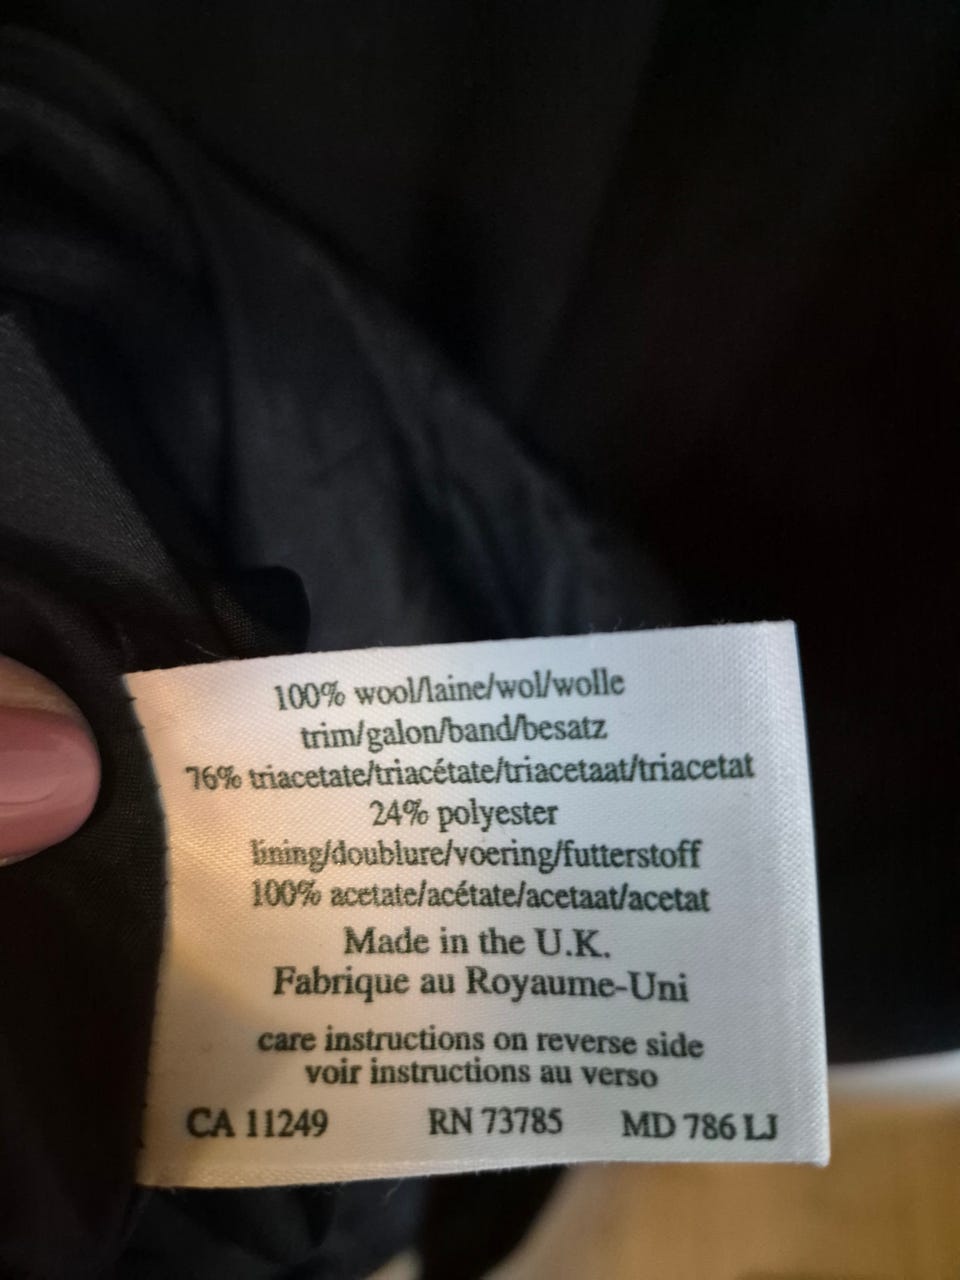 100% wool/laine/wol/wolle
trim/galon/band/besatz
76% triacetate/triacétate/triacetaat/triacetat
24% polyester
lining/doublure/voering/futterstoff
100% acetate/acétate/acetaat/acetat
Made in the U.K.
Fabrique au Royaume-Uni
care instructions on reverse side
voir instructions au verso
CA 11249 RN 73785 MD 786 LJ